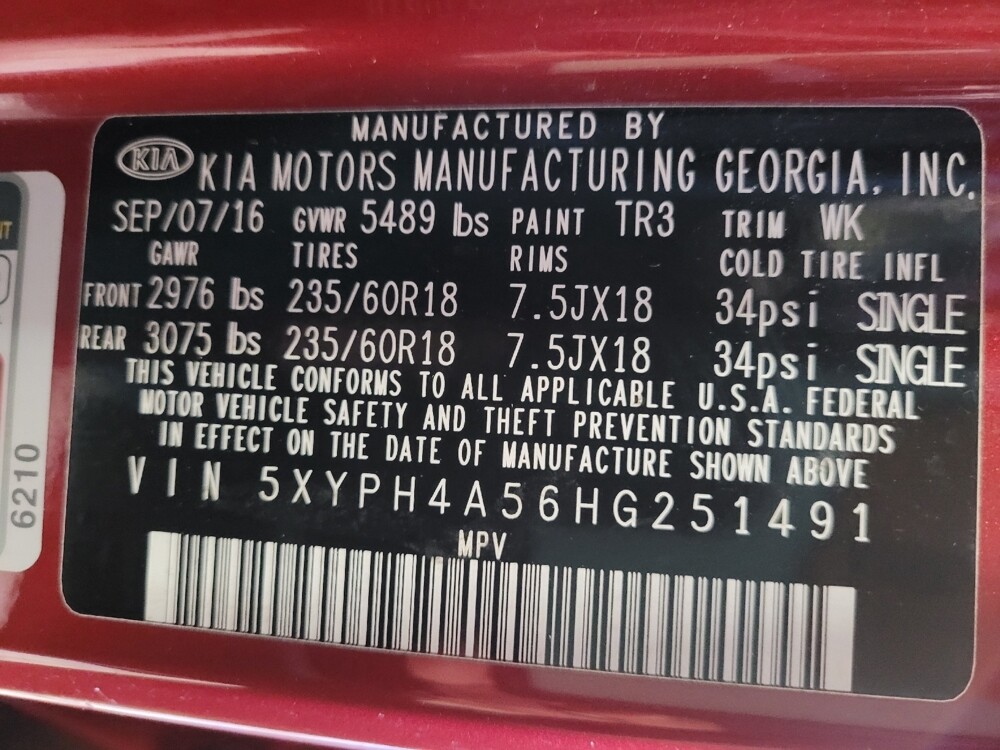 MANUFACTURED BY
KIA KIA MOTORS MANUFACTURING GEORGIA, INC.
SEP/07/16 GVWR 5489 lbs PAINT TR3 TRIM WK
GAWR TIRES RIMS COLD TIRE INFL
FRONT 2976 lbs 235/60R18 7.5JX18 34psi SINGLE
REAR 3075 lbs 235/60R18 7.5JX18 34psi SINGLE
THIS VEHICLE CONFORMS TO ALL APPLICABLE U.S.A. FEDERAL
MOTOR VEHICLE SAFETY AND THEFT PREVENTION STANDARDS
IN EFFECT ON THE DATE OF MANUFACTURE SHOWN ABOVE
VIN 5XYPH4A56HG251491
MPV
6210